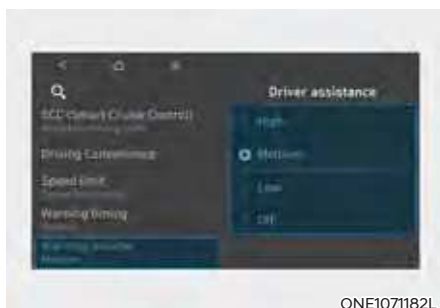 Driver assistance
SCC (Smart Cruise Control)
High
Driving Convenience
Medium
Speed limit
Low
Warning timing
Off
Warning volume
Medium
ONE1071182L